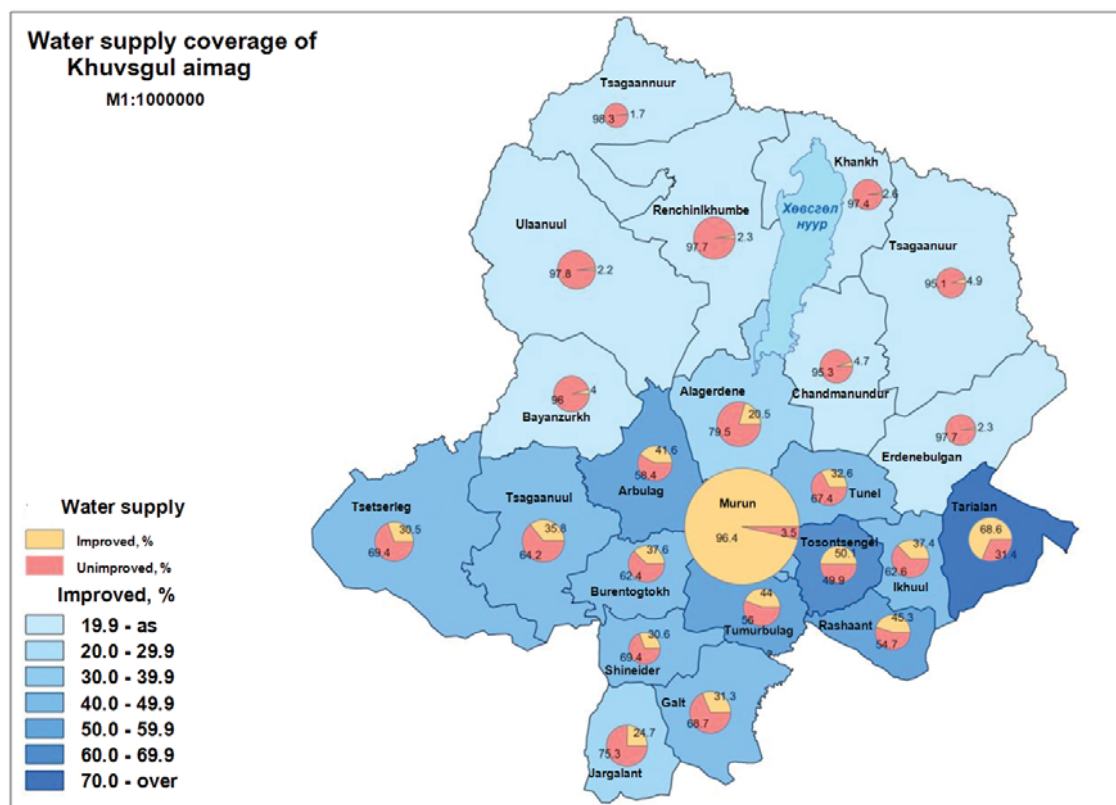 Water supply coverage of
Khuvsgul aimag
M1:1000000
Tsagaannuur
98.3 1.7
Khankh
97.4 2.6
Renchinlkhumbe
97.7 2.3
Хөвсгөл
нуур
Ulaanuul
97.8 2.2
Tsagaanuur
95.1 4.9
Chandmanundur
95.3 4.7
Bayanzurkh
96 4
Alagerdene
79.5 20.5
Erdenebulgan
97.7 2.3
Arbulag
58.4 41.6
Tunel
67.4 32.6
Murun
96.4 3.5
Tsetserleg
69.4 30.5
Tsagaanuul
64.2 35.8
Tarialan
68.6
31.4
Tosontsengel
50.1
49.9
Ikhuul
62.6 37.4
Burentogtokh
62.4 37.6
Tumurbulag
56 44
Rashaant
54.7 45.3
Shineider
69.4 30.6
Galt
68.7 31.3
Jargalant
75.3 24.7
Water supply
Improved, %
Unimproved, %
Improved, %
19.9 - as
20.0 - 29.9
30.0 - 39.9
40.0 - 49.9
50.0 - 59.9
60.0 - 69.9
70.0 - over